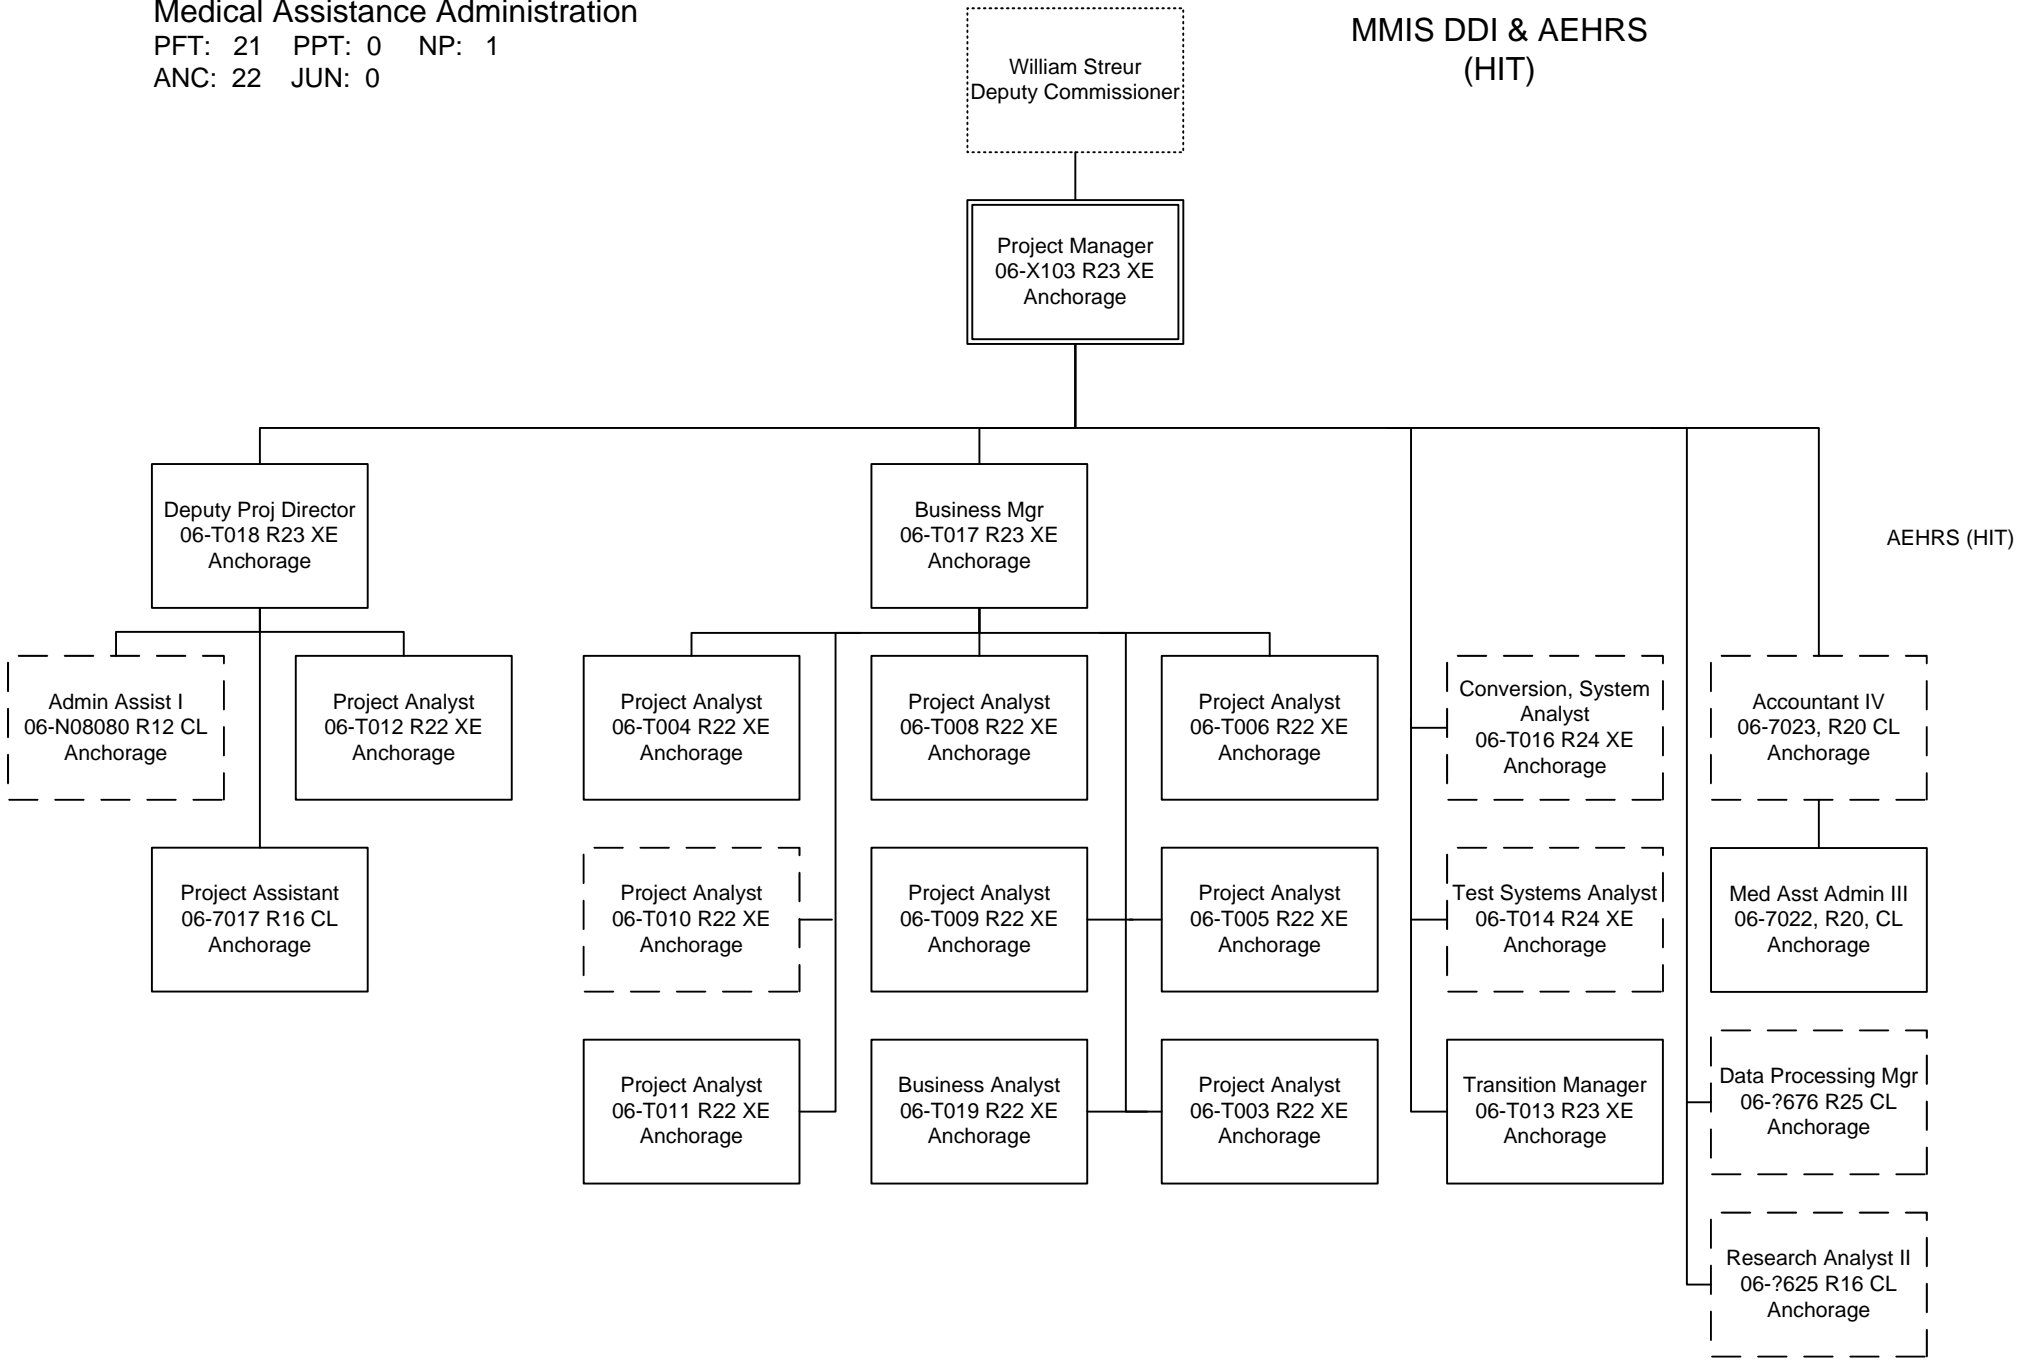 Medical Assistance Administration
PFT: 21 PPT: 0 NP: 1
ANC: 22 JUN: 0
MMIS DDI & AEHRS
(HIT)
William Streur
Deputy Commissioner
Project Manager
06-X103 R23 XE
Anchorage
Deputy Proj Director
06-T018 R23 XE
Anchorage
Business Mgr
06-T017 R23 XE
Anchorage
AEHRS (HIT)
Admin Assist I
06-N08080 R12 CL
Anchorage
Project Analyst
06-T012 R22 XE
Anchorage
Project Analyst
06-T004 R22 XE
Anchorage
Project Analyst
06-T008 R22 XE
Anchorage
Project Analyst
06-T006 R22 XE
Anchorage
Conversion, System
Analyst
06-T016 R24 XE
Anchorage
Accountant IV
06-7023, R20 CL
Anchorage
Project Assistant
06-7017 R16 CL
Anchorage
Project Analyst
06-T010 R22 XE
Anchorage
Project Analyst
06-T009 R22 XE
Anchorage
Project Analyst
06-T005 R22 XE
Anchorage
Test Systems Analyst
06-T014 R24 XE
Anchorage
Med Asst Admin III
06-7022, R20, CL
Anchorage
Project Analyst
06-T011 R22 XE
Anchorage
Business Analyst
06-T019 R22 XE
Anchorage
Project Analyst
06-T003 R22 XE
Anchorage
Transition Manager
06-T013 R23 XE
Anchorage
Data Processing Mgr
06-?676 R25 CL
Anchorage
Research Analyst II
06-?625 R16 CL
Anchorage